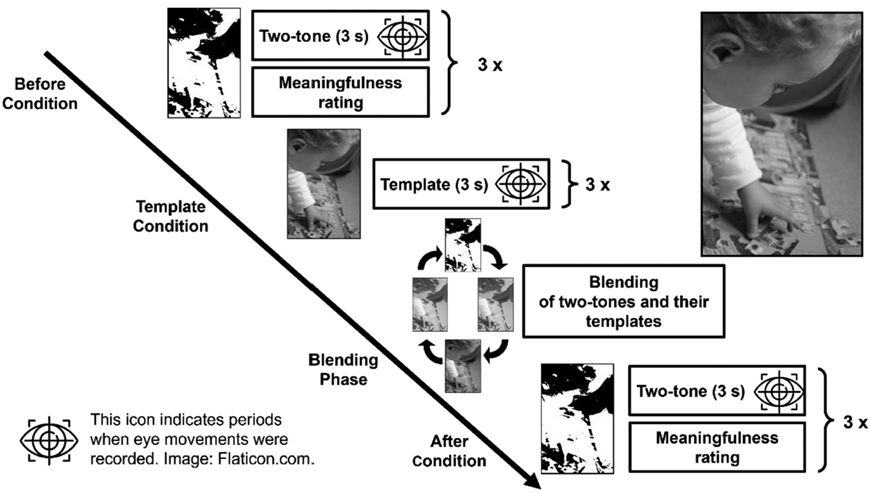 Before
Condition
Two-tone (3 s)
Meaningfulness
rating
3 x
Template
Condition
Template (3 s)
3 x
Blending
Phase
Blending
of two-tones and their
templates
After
Condition
Two-tone (3 s)
Meaningfulness
rating
3 x
This icon indicates periods
when eye movements were
recorded. Image: Flaticon.com.